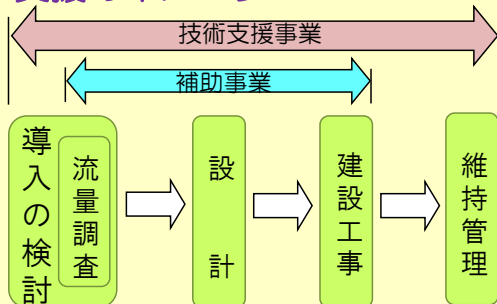 技術支援事業
補助事業
導入の検討
流量調査
設計
建設工事
維持管理